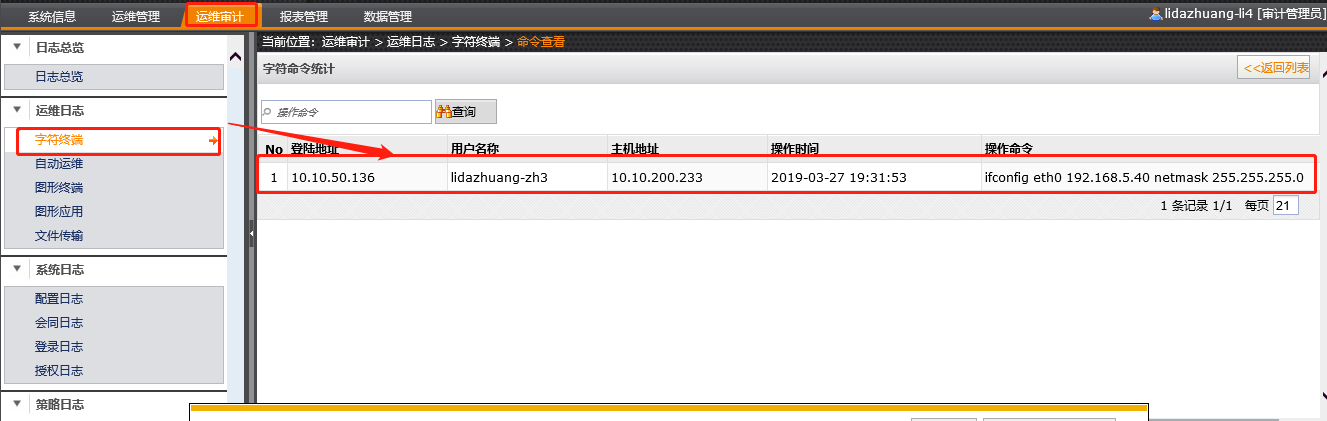 系统信息 运维管理 运维审计 报表管理 数据管理 lidazhuang-li4 [审计管理员]
日志总览
日志总览
运维日志
字符终端
自动运维
图形终端
图形应用
文件传输
系统日志
配置日志
会同日志
登录日志
授权日志
策略日志
当前位置：运维审计 > 运维日志 > 字符终端 > 命令查看
字符命令统计 <<返回列表
操作命令 查询
No 登陆地址 用户名称 主机地址 操作时间 操作命令
1 10.10.50.136 lidazhuang-zh3 10.10.200.233 2019-03-27 19:31:53 ifconfig eth0 192.168.5.40 netmask 255.255.255.0
1 条记录 1/1 每页 21